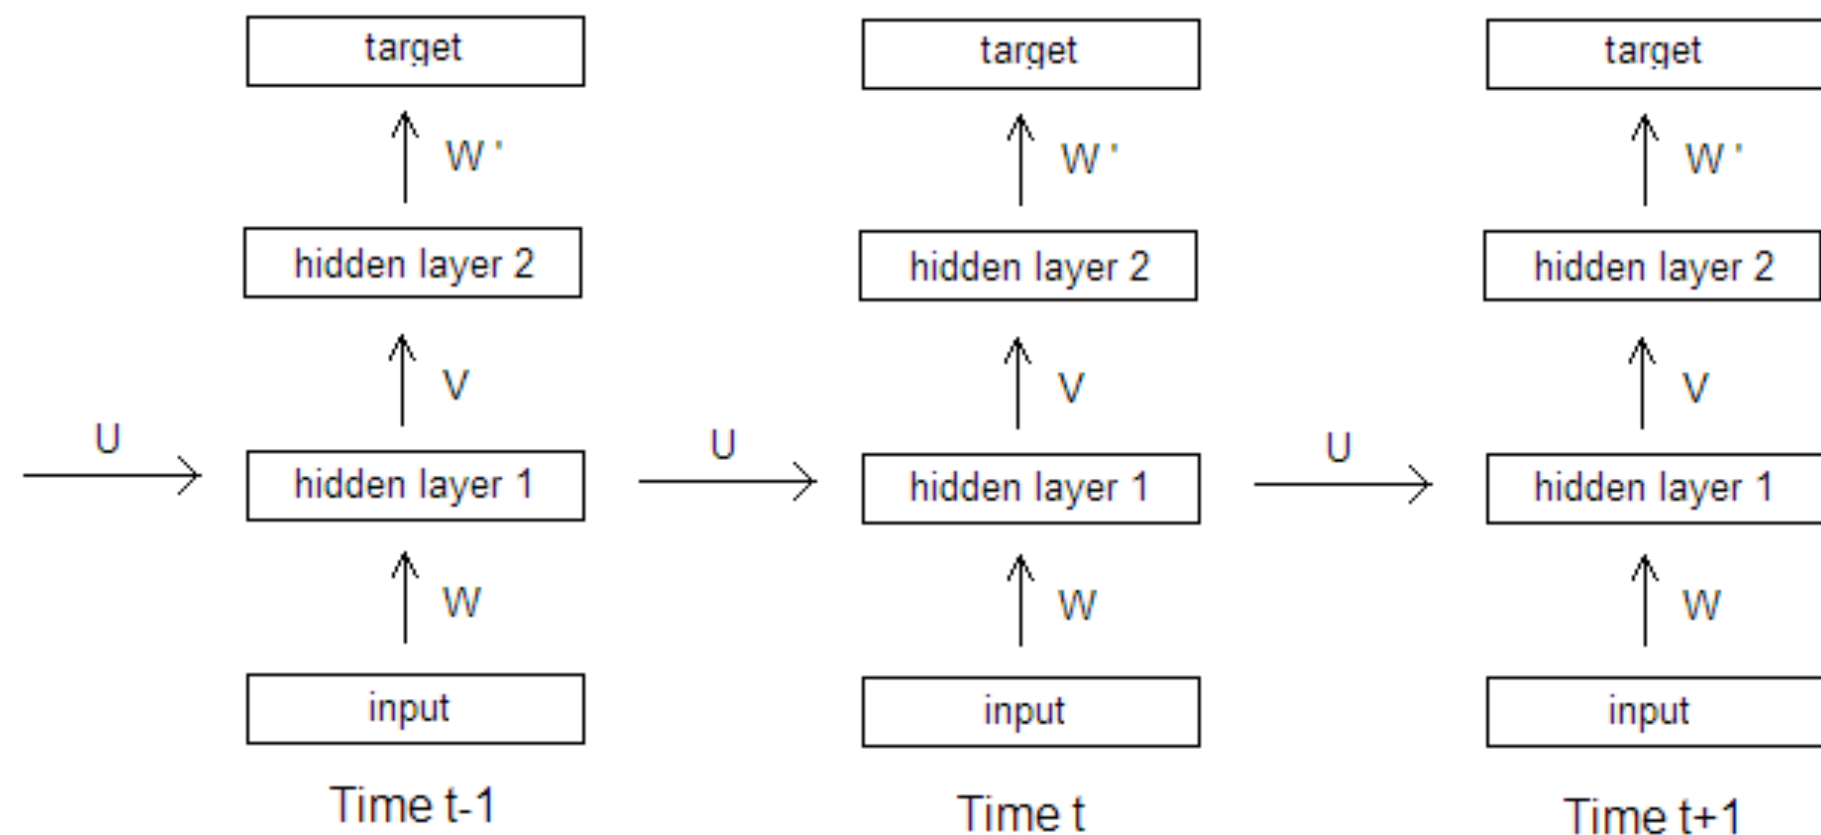 target target target
W ' W ' W '
hidden layer 2 hidden layer 2 hidden layer 2
V V V
U U U
hidden layer 1 hidden layer 1 hidden layer 1
W W W
input input input
Time t-1 Time t Time t+1